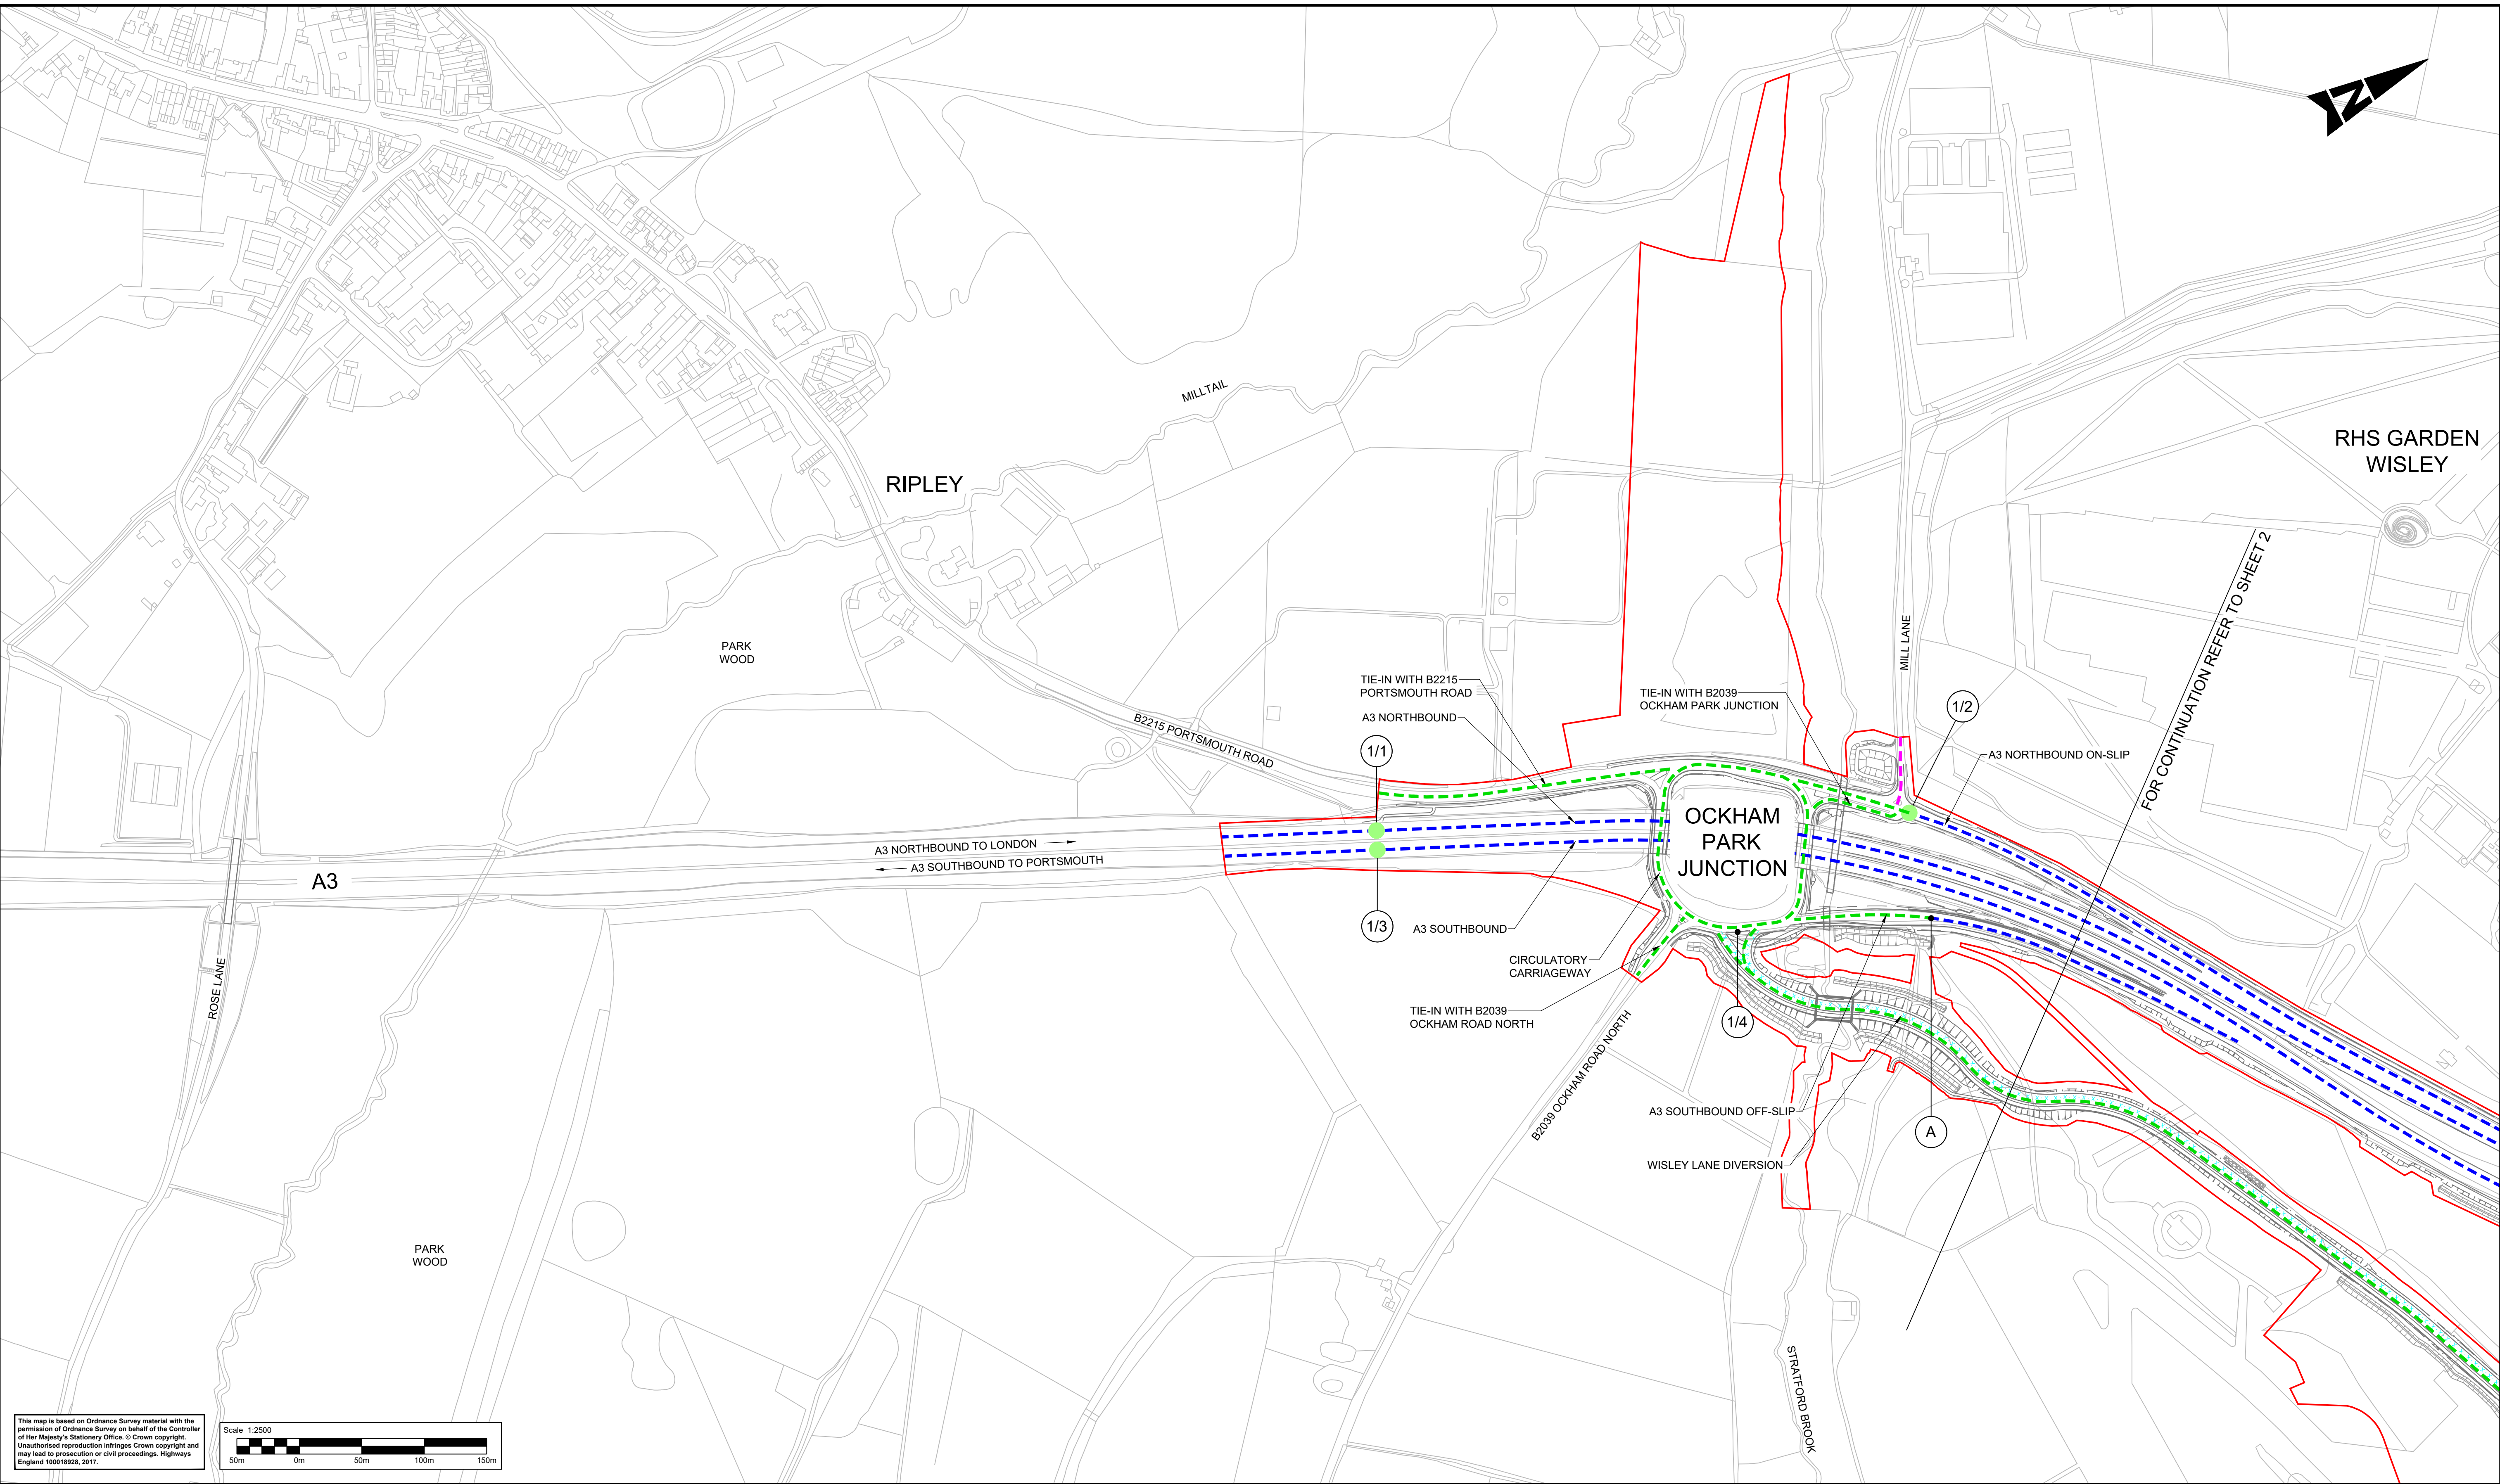 N
RHS GARDEN
WISLEY
MILLTAIL
RIPLEY
FOR CONTINUATION REFER TO SHEET 2
MILL LANE
PARK
WOOD
TIE-IN WITH B2215
PORTSMOUTH ROAD
TIE-IN WITH B2039
OCKHAM PARK JUNCTION
1/2
A3 NORTHBOUND
B2215 PORTSMOUTH ROAD
1/1
A3 NORTHBOUND ON-SLIP
OCKHAM
PARK
JUNCTION
A3 NORTHBOUND TO LONDON
A3 SOUTHBOUND TO PORTSMOUTH
A3
1/3
A3 SOUTHBOUND
CIRCULATORY
CARRIAGEWAY
ROSE LANE
TIE-IN WITH B2039
OCKHAM ROAD NORTH
1/4
B2039 OCKHAM ROAD NORTH
A3 SOUTHBOUND OFF-SLIP
A
WISLEY LANE DIVERSION
PARK
WOOD
STRATFORD BROOK
This map is based on Ordnance Survey material with the
permission of Ordnance Survey on behalf of the Controller
of Her Majesty's Stationery Office. © Crown copyright.
Unauthorised reproduction infringes Crown copyright and
may lead to prosecution or civil proceedings. Highways
England 100018928, 2017.
Scale 1:2500
50m 0m 50m 100m 150m